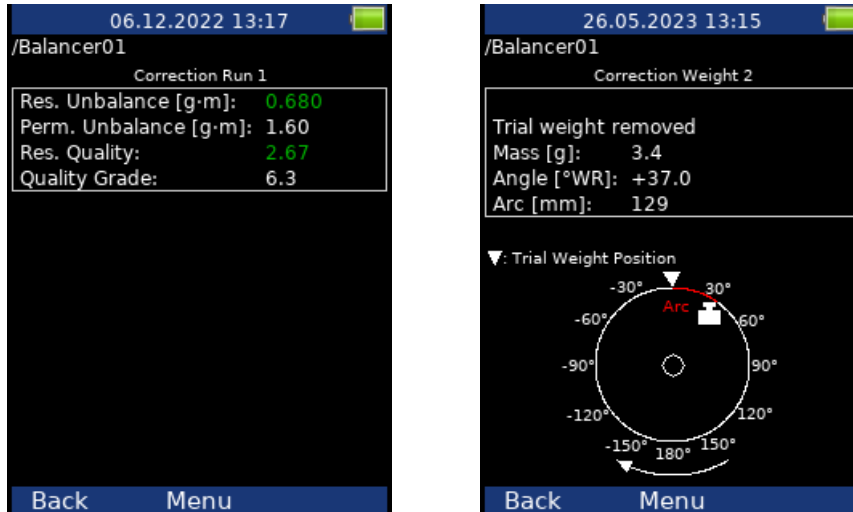 06.12.2022 13:17
/Balancer01
Correction Run 1
Res. Unbalance [g·m]: 0.680
Perm. Unbalance [g·m]: 1.60
Res. Quality: 2.67
Quality Grade: 6.3
Back Menu
26.05.2023 13:15
/Balancer01
Correction Weight 2
Trial weight removed
Mass [g]: 3.4
Angle [°WR]: +37.0
Arc [mm]: 129
▼: Trial Weight Position
-30° 30°
Arc
-60° 60°
-90° 90°
-120° 120°
-150° 180° 150°
Back Menu